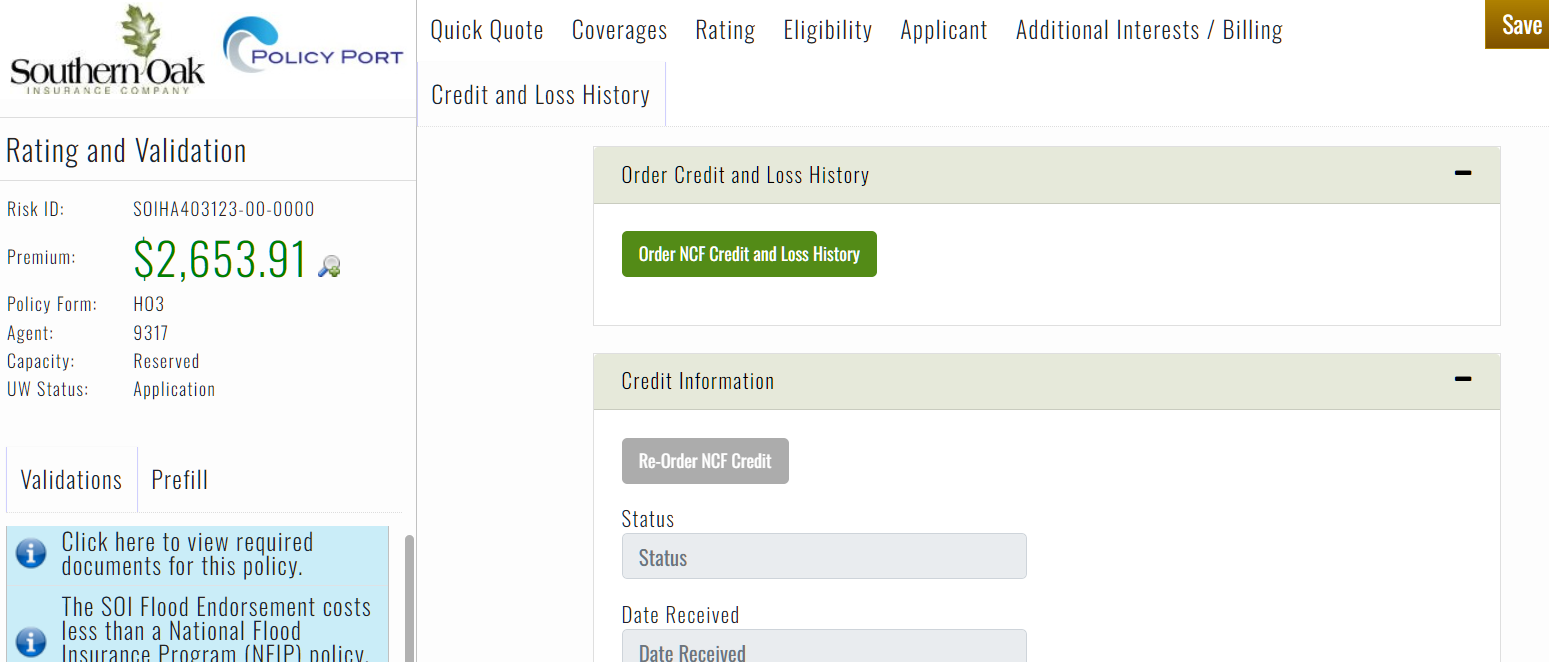 Southern Oak
INSURANCE COMPANY
POLICY PORT
Quick Quote Coverages Rating Eligibility Applicant Additional Interests / Billing
Save
Credit and Loss History
Rating and Validation
Risk ID: SOIHA403123-00-0000
Premium: $2,653.91
Policy Form: HO3
Agent: 9317
Capacity: Reserved
UW Status: Application
Validations Prefill
Click here to view required
documents for this policy.
The SOI Flood Endorsement costs
less than a National Flood
Insurance Program (NFIP) policy.
Order Credit and Loss History
Order NCF Credit and Loss History
Credit Information
Re-Order NCF Credit
Status
Status
Date Received
Date Received